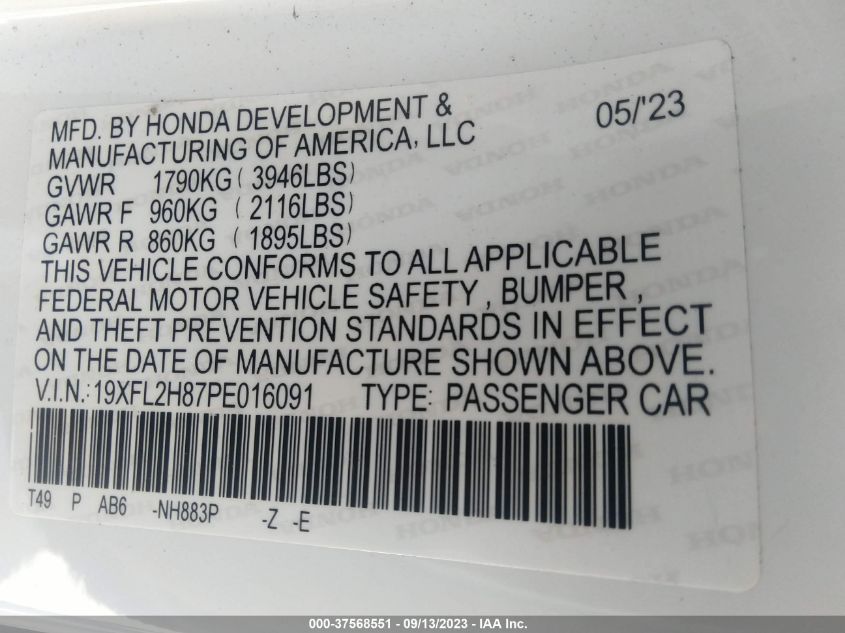 MFD. BY HONDA DEVELOPMENT & 05/'23
MANUFACTURING OF AMERICA, LLC
GVWR 1790KG ( 3946LBS)
GAWR F 960KG ( 2116LBS)
GAWR R 860KG ( 1895LBS)
THIS VEHICLE CONFORMS TO ALL APPLICABLE
FEDERAL MOTOR VEHICLE SAFETY , BUMPER ,
AND THEFT PREVENTION STANDARDS IN EFFECT
ON THE DATE OF MANUFACTURE SHOWN ABOVE.
V.I.N.: 19XFL2H87PE016091 TYPE: PASSENGER CAR
T49 P AB6 -NH883P -Z -E
000-37568551 — 09/13/2023 — IAA Inc.